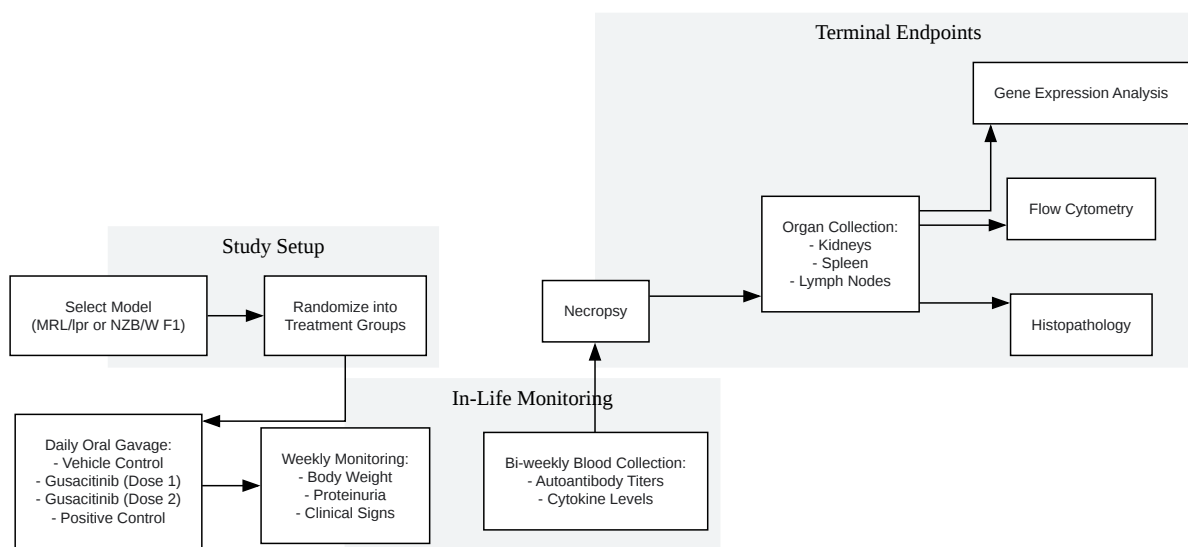 Study Setup
Select Model
(MRL/lpr or NZB/W F1)
Randomize into
Treatment Groups
Daily Oral Gavage:
- Vehicle Control
- Gusacitinib (Dose 1)
- Gusacitinib (Dose 2)
- Positive Control
In-Life Monitoring
Weekly Monitoring:
- Body Weight
- Proteinuria
- Clinical Signs
Bi-weekly Blood Collection:
- Autoantibody Titers
- Cytokine Levels
Terminal Endpoints
Necropsy
Organ Collection:
- Kidneys
- Spleen
- Lymph Nodes
Gene Expression Analysis
Flow Cytometry
Histopathology